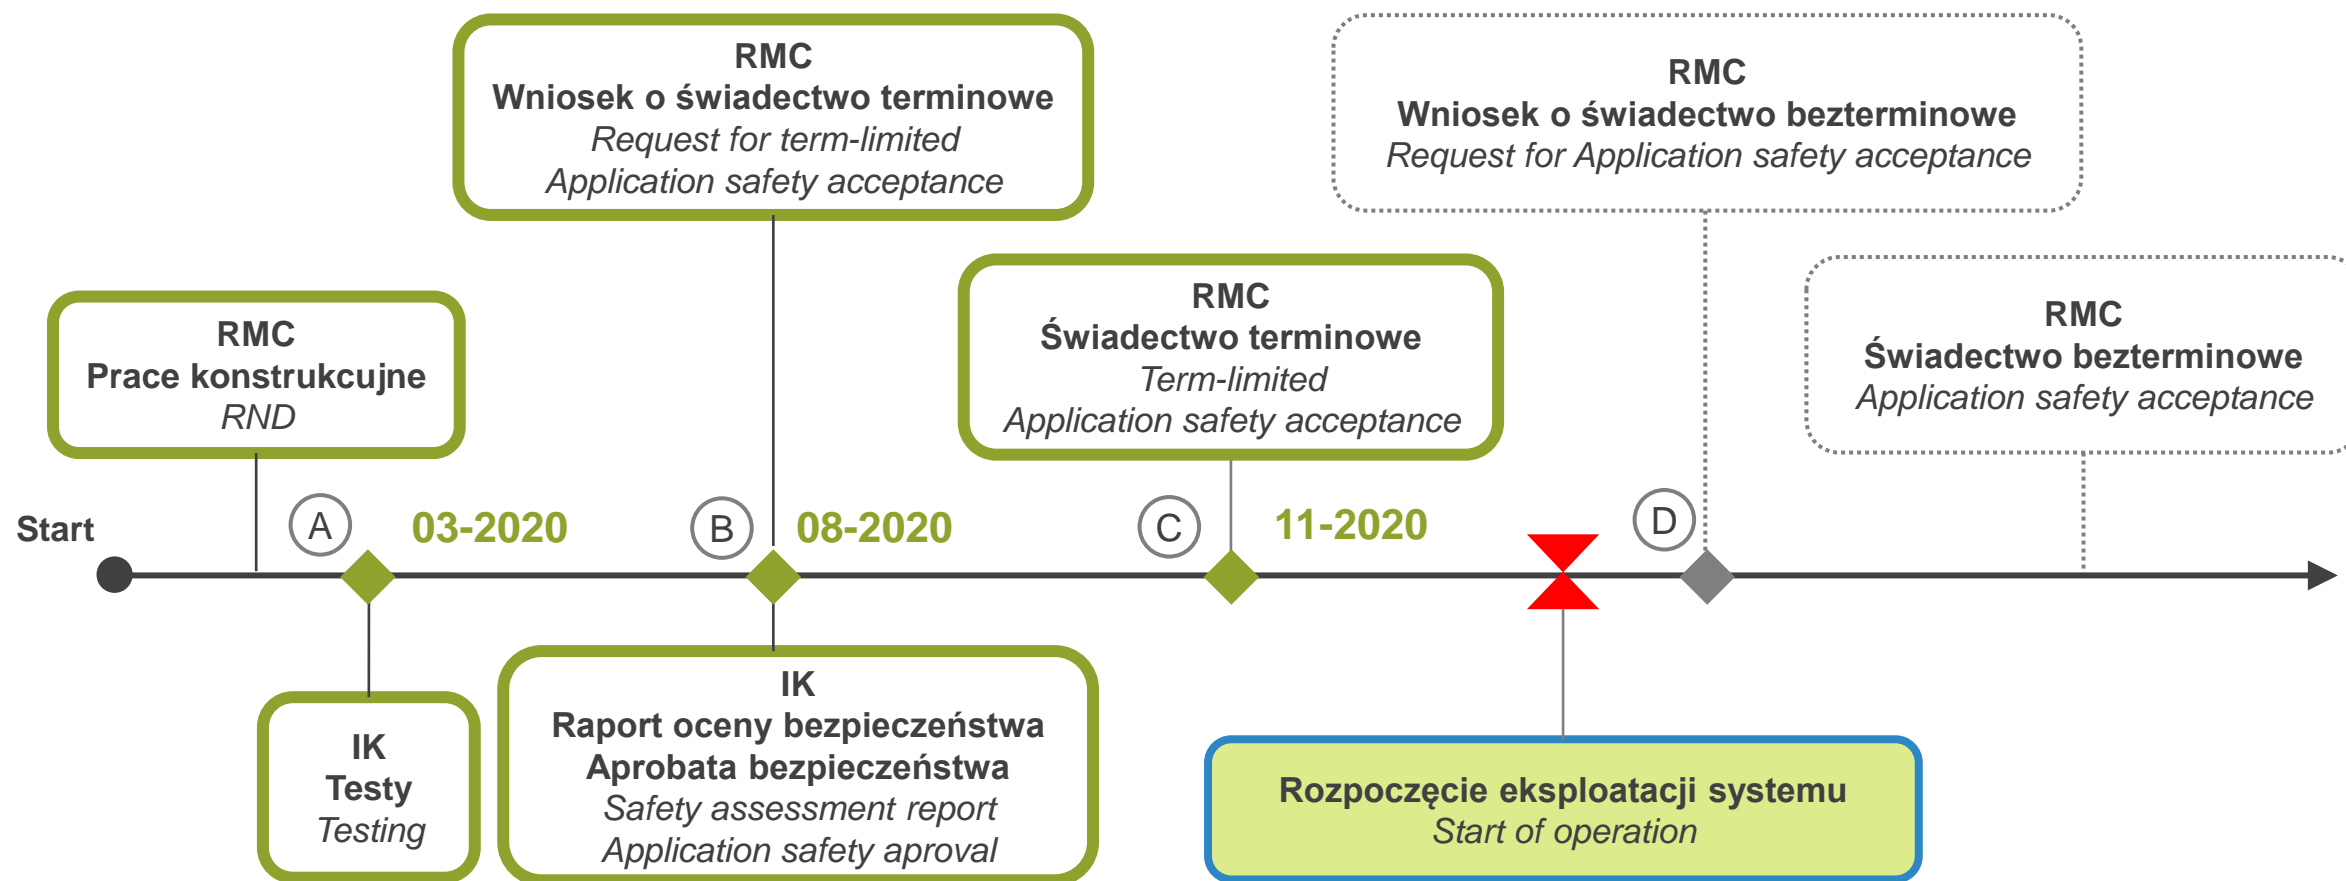 RMC
Wniosek o świadectwo terminowe
Request for term-limited
Application safety acceptance
RMC
Wniosek o świadectwo bezterminowe
Request for Application safety acceptance
RMC
Prace konstrukcujne
RND
RMC
Świadectwo terminowe
Term-limited
Application safety acceptance
RMC
Świadectwo bezterminowe
Application safety acceptance
Start
A
03-2020
B
08-2020
C
11-2020
D
IK
Testy
Testing
IK
Raport oceny bezpieczeństwa
Aprobata bezpieczeństwa
Safety assessment report
Application safety aproval
Rozpoczęcie eksploatacji systemu
Start of operation